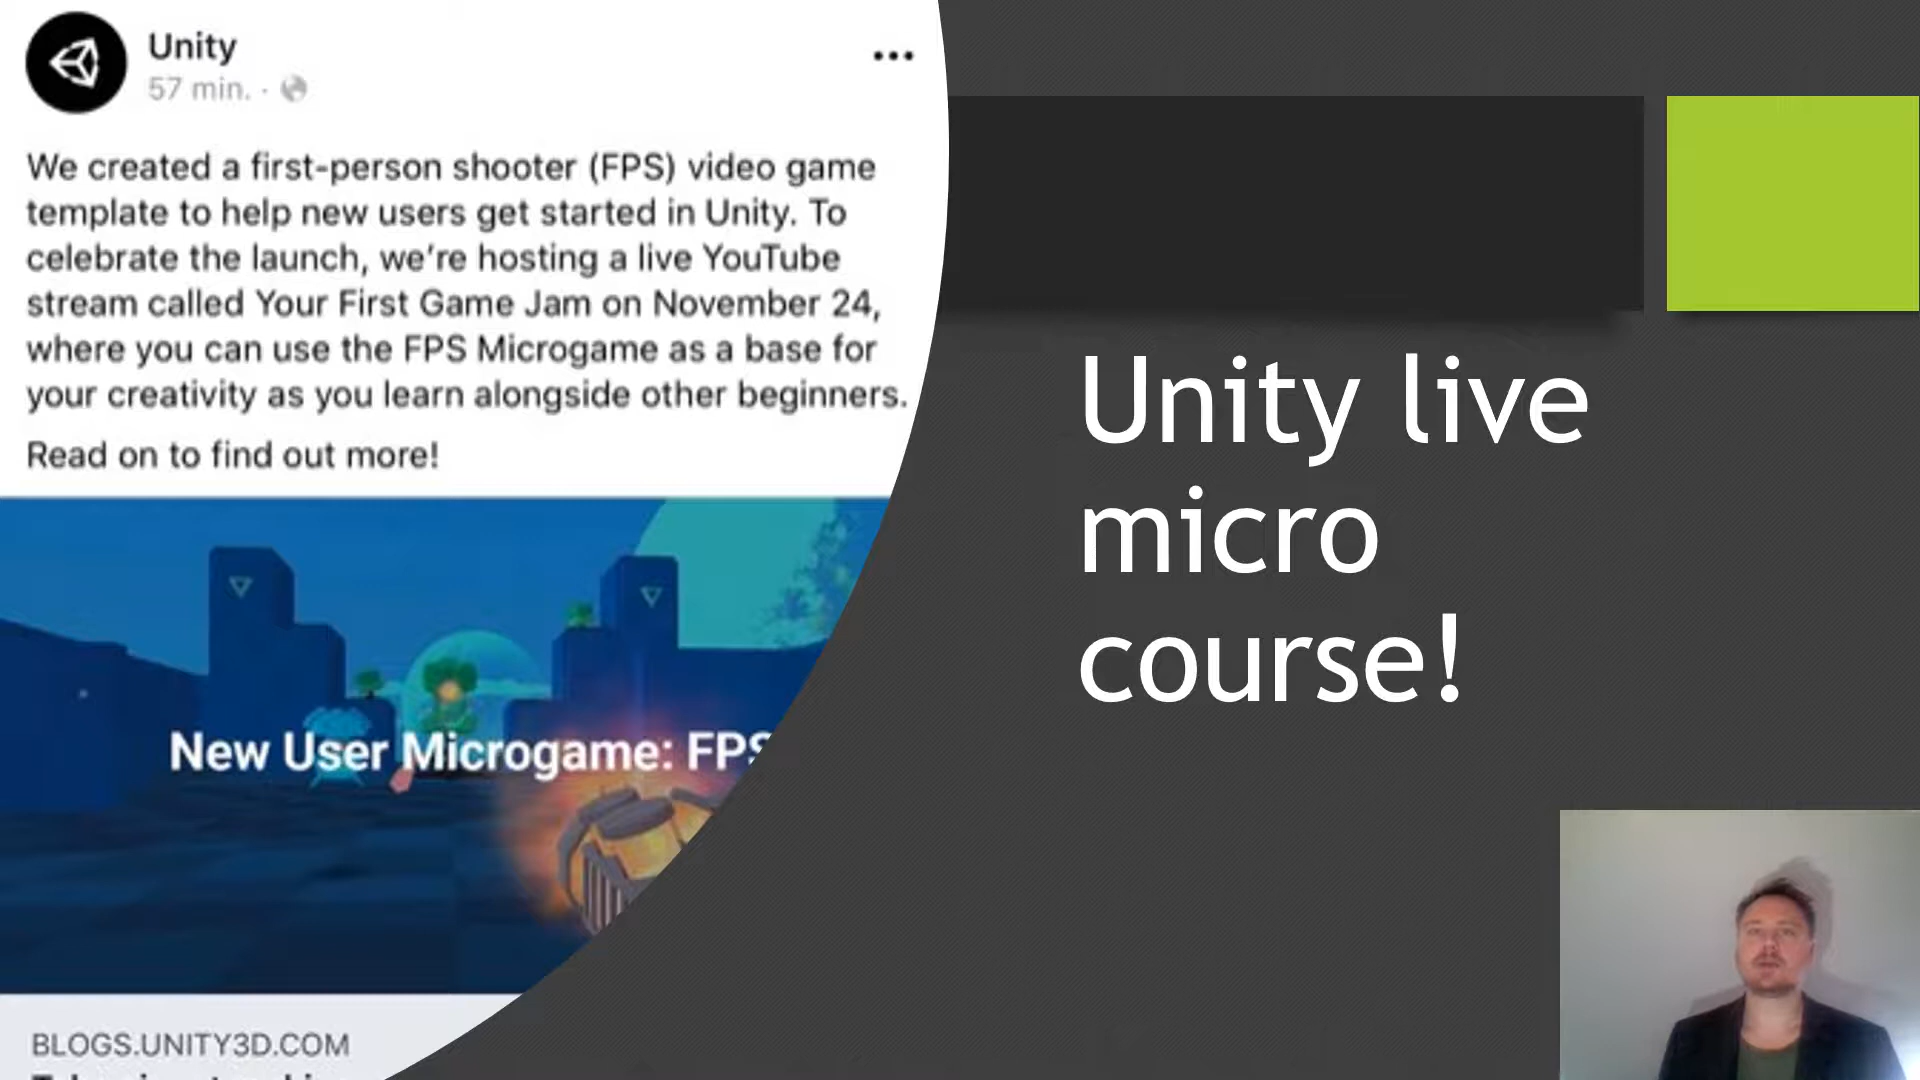 Unity
57 min. ·
We created a first-person shooter (FPS) video game
template to help new users get started in Unity. To
celebrate the launch, we’re hosting a live YouTube
stream called Your First Game Jam on November 24,
where you can use the FPS Microgame as a base for
your creativity as you learn alongside other beginners.
Read on to find out more!
New User Microgame: FPS
BLOGS.UNITY3D.COM
Unity live
micro
course!